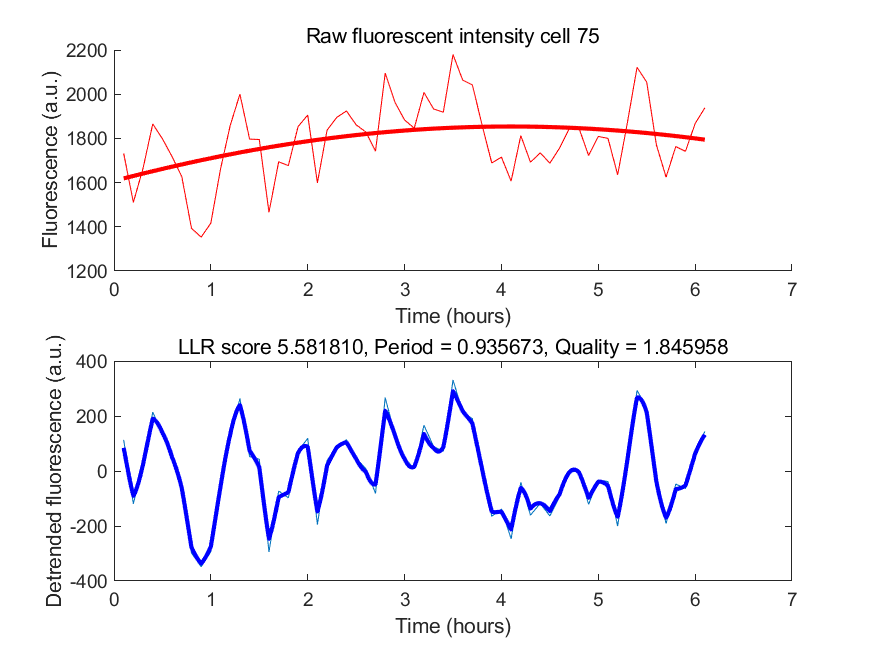 Raw fluorescent intensity cell 75
2200
2000
1800
1600
1400
1200
Fluorescence (a.u.)
0 1 2 3 4 5 6 7
Time (hours)
LLR score 5.581810, Period = 0.935673, Quality = 1.845958
400
200
0
-200
-400
Detrended fluorescence (a.u.)
0 1 2 3 4 5 6 7
Time (hours)